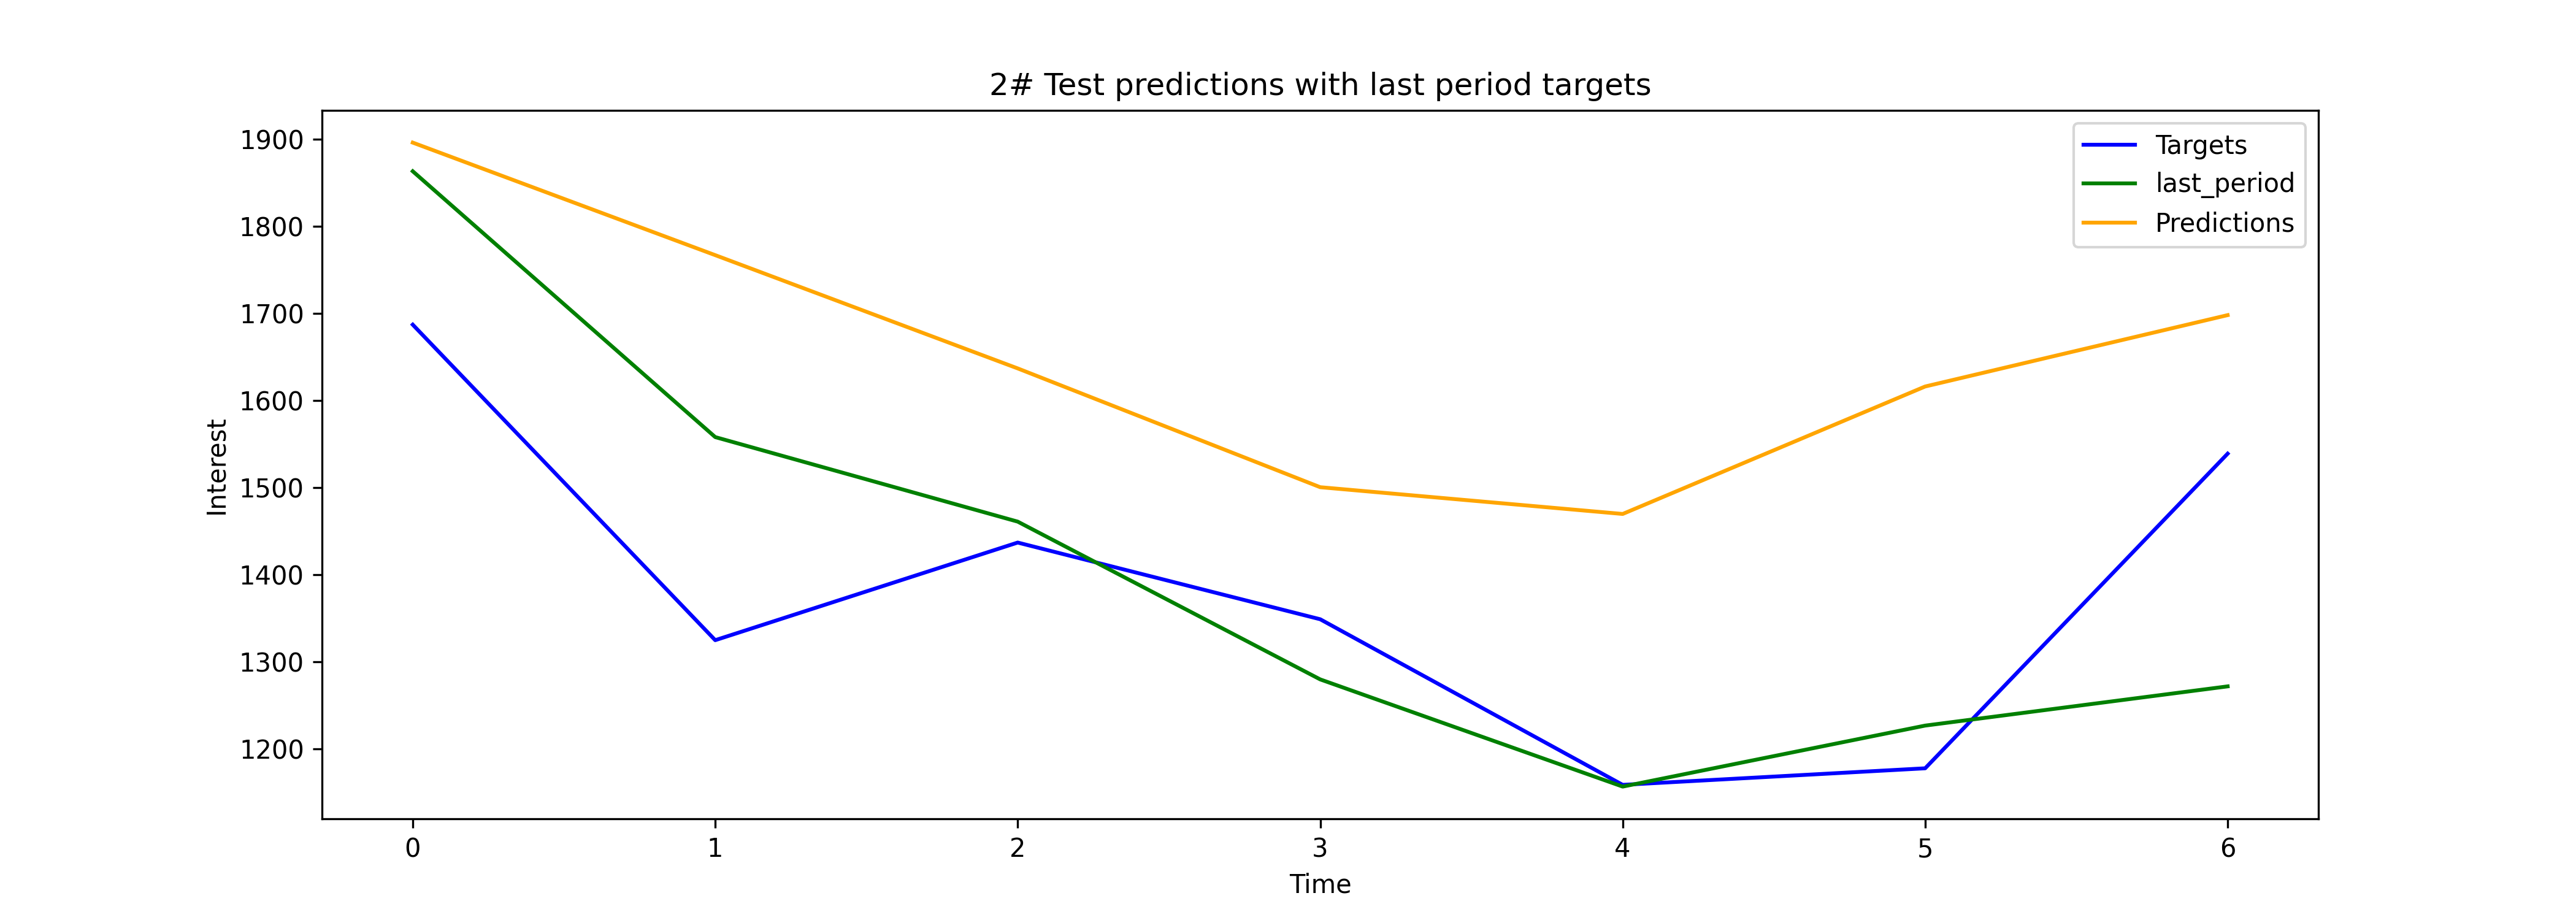 2# Test predictions with last period targets
Targets
last_period
Predictions
1900
1800
1700
1600
1500
1400
1300
1200
Interest
0 1 2 3 4 5 6
Time